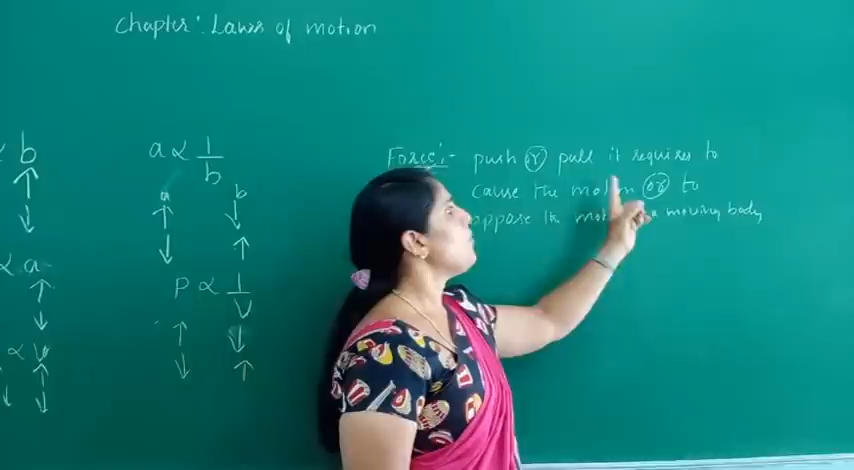 Chapter: Laws of motion
b
a ∝ 1/b
a b
∝ a
P ∝ 1/V
∝ V
Force:- push or pull it requires to
cause the motion or to
oppose the a moving body